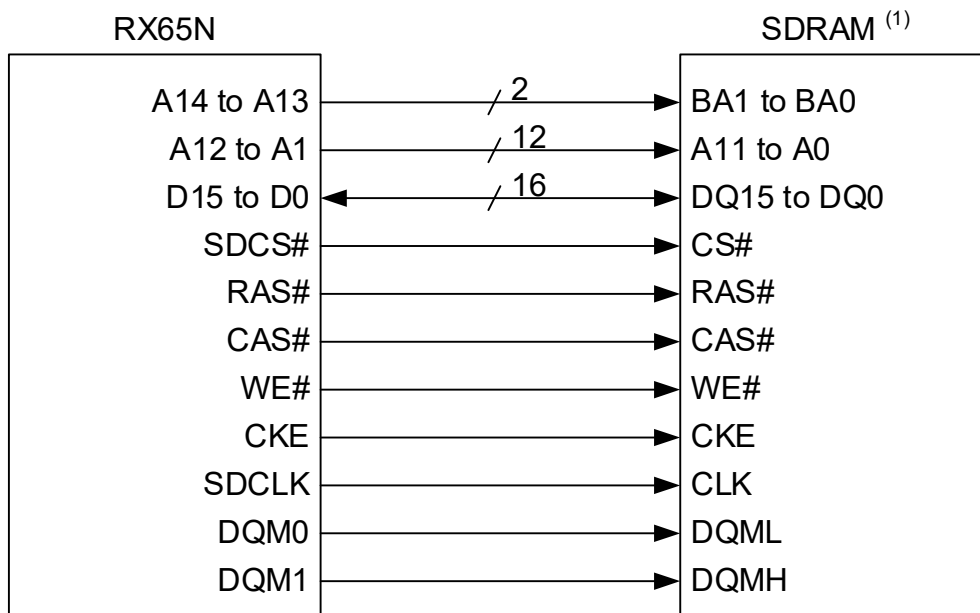 RX65N SDRAM (1)
A14 to A13 2 BA1 to BA0
A12 to A1 12 A11 to A0
D15 to D0 16 DQ15 to DQ0
SDCS# CS#
RAS# RAS#
CAS# CAS#
WE# WE#
CKE CKE
SDCLK CLK
DQM0 DQML
DQM1 DQMH